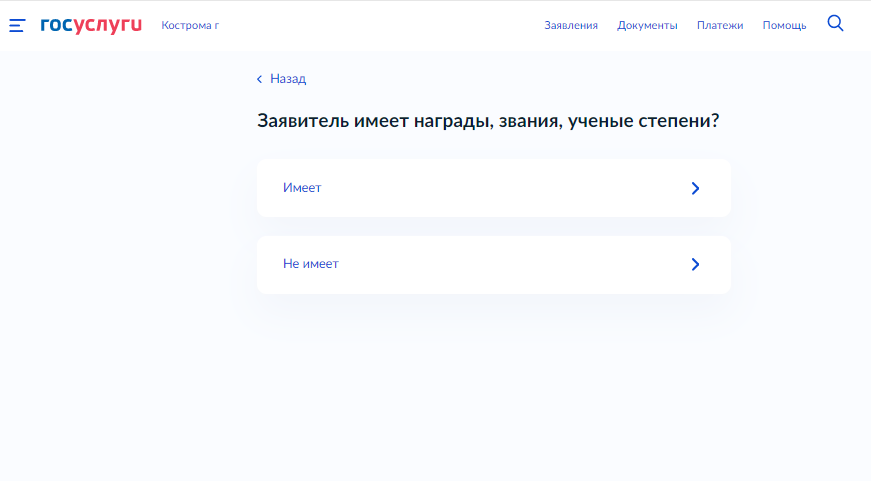 госуслуги Кострома г Заявления Документы Платежи Помощь
Назад
Заявитель имеет награды, звания, ученые степени?
Имеет
Не имеет